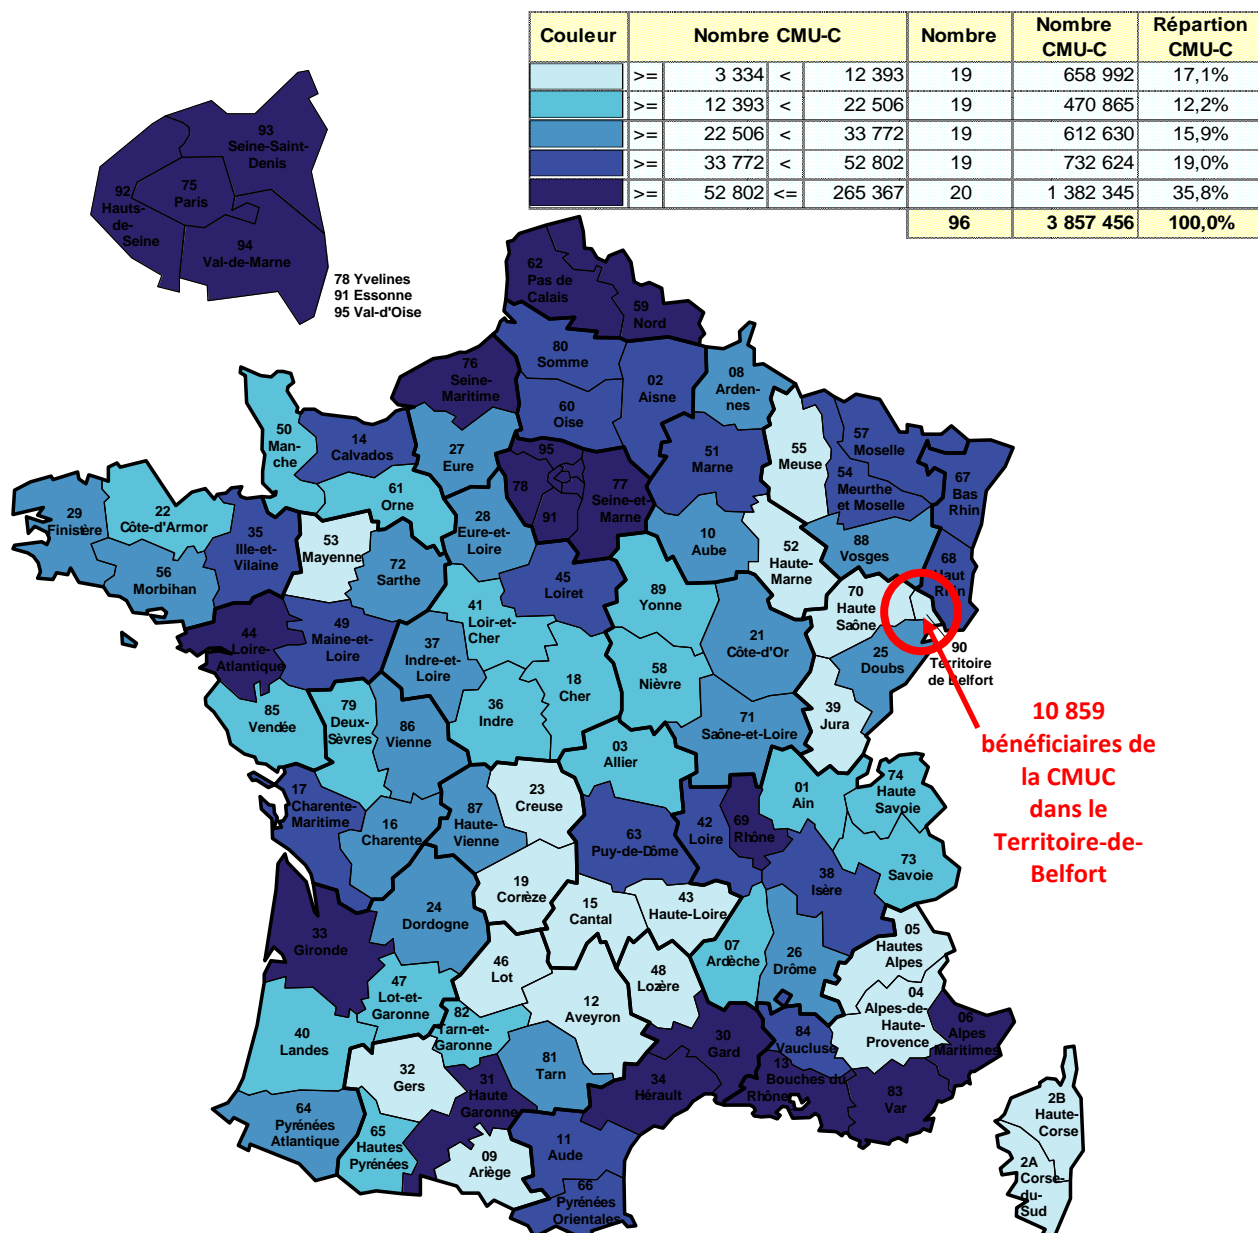 Couleur Nombre CMU-C Nombre Nombre CMU-C Répartion CMU-C
>= 3 334 < 12 393 19 658 992 17,1%
>= 12 393 < 22 506 19 470 865 12,2%
>= 22 506 < 33 772 19 612 630 15,9%
>= 33 772 < 52 802 19 732 624 19,0%
>= 52 802 <= 265 367 20 1 382 345 35,8%
96 3 857 456 100,0%
93
Seine-Saint-
Denis
75
Paris
92
Hauts-
de-
Seine
94
Val-de-Marne
78 Yvelines
91 Essonne
95 Val-d'Oise
62
Pas de
Calais
59
Nord
80
Somme
76
Seine-
Maritime
02
Aisne
08
Arden-
nes
60
Oise
50
Man-
che
14
Calvados
27
Eure
95
78
91
77
Seine-et-
Marne
51
Marne
55
Meuse
57
Moselle
54
Meurthe
et Moselle
67
Bas
Rhin
61
Orne
22
Côte-d'Armor
29
Finistère
35
Ille-et-
Vilaine
56
Morbihan
53
Mayenne
72
Sarthe
28
Eure-et-
Loire
10
Aube
52
Haute-
Marne
88
Vosges
68
Haut
Rhin
45
Loiret
89
Yonne
70
Haute
Saône
90
Territoire
de Belfort
44
Loire-
Atlantique
49
Maine-et-
Loire
41
Loir-et-
Cher
37
Indre-et-
Loire
21
Côte-d'Or
25
Doubs
58
Nièvre
18
Cher
36
Indre
39
Jura
85
Vendée
79
Deux-
Sèvres
86
Vienne
71
Saône-et-Loire
03
Allier
10 859
bénéficiaires de
la CMUC
dans le
Territoire-de-
Belfort
23
Creuse
01
Ain
74
Haute
Savoie
17
Charente-
Maritime
16
Charente
87
Haute-
Vienne
63
Puy-de-Dôme
42
Loire
69
Rhône
73
Savoie
38
Isère
19
Corrèze
15
Cantal
43
Haute-Loire
24
Dordogne
33
Gironde
07
Ardèche
26
Drôme
05
Hautes
Alpes
46
Lot
48
Lozère
47
Lot-et-
Garonne
12
Aveyron
04
Alpes-de-
Haute-
Provence
06
Alpes
Maritimes
82
Tarn-et-
Garonne
40
Landes
30
Gard
84
Vaucluse
81
Tarn
32
Gers
31
Haute
Garonne
34
Hérault
13
Bouches du
Rhône
83
Var
64
Pyrénées
Atlantique
65
Hautes
Pyrénées
09
Ariège
11
Aude
66
Pyrénées
Orientales
2B
Haute-
Corse
2A
Corse-
du-
Sud